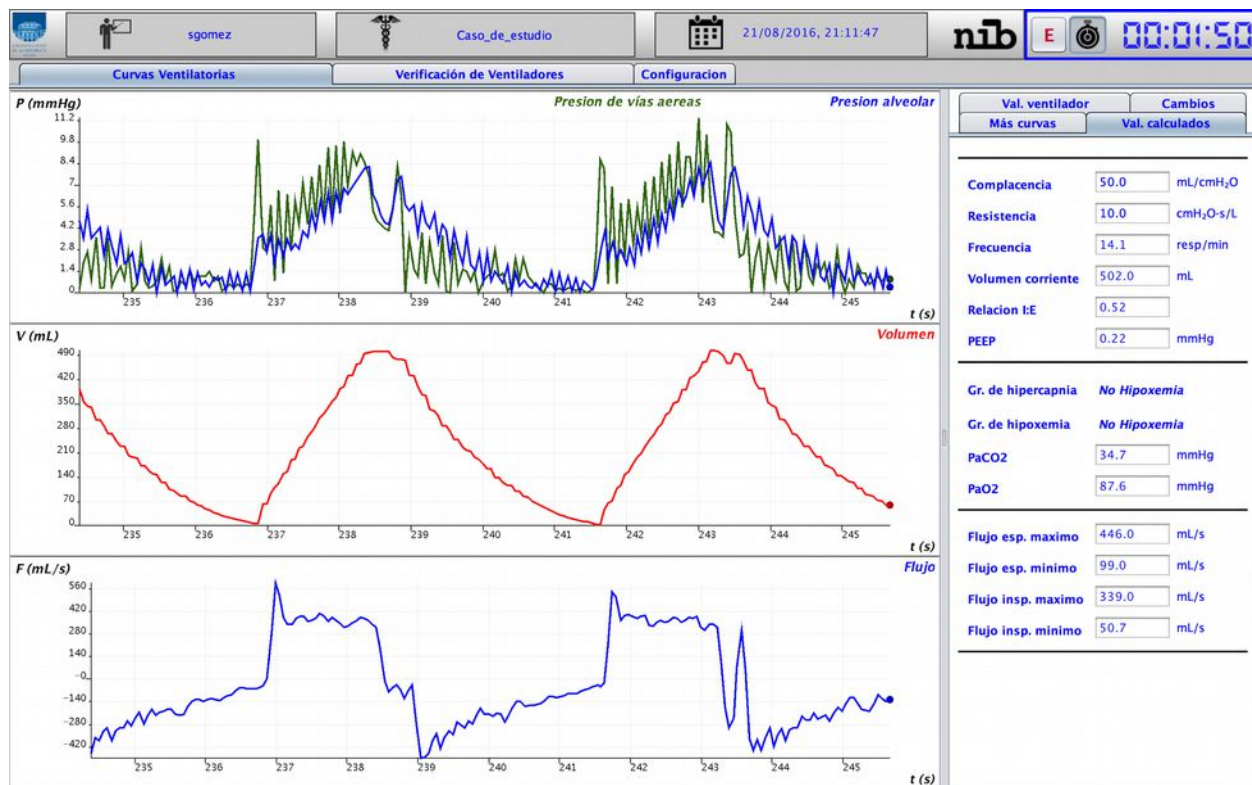 sgomez
Caso_de_estudio
21/08/2016, 21:11:47
nib
E
00:01:50
Curvas Ventilatorias
Verificación de Ventiladores
Configuracion
P (mmHg)
Presion de vías aereas
Presion alveolar
11.2
9.8
8.4
7
5.6
4.2
2.8
1.4
0
235 236 237 238 239 240 241 242 243 244 245
t (s)
V (mL)
Volumen
490
420
350
280
210
140
70
0
235 236 237 238 239 240 241 242 243 244 245
t (s)
F (mL/s)
Flujo
560
420
280
140
-0
-140
-280
-420
235 236 237 238 239 240 241 242 243 244 245
t (s)
Val. ventilador
Cambios
Más curvas
Val. calculados
Complacencia 50.0 mL/cmH₂O
Resistencia 10.0 cmH₂O·s/L
Frecuencia 14.1 resp/min
Volumen corriente 502.0 mL
Relacion I:E 0.52
PEEP 0.22 mmHg
Gr. de hipercapnia No Hipoxemia
Gr. de hipoxemia No Hipoxemia
PaCO2 34.7 mmHg
PaO2 87.6 mmHg
Flujo esp. maximo 446.0 mL/s
Flujo esp. minimo 99.0 mL/s
Flujo insp. maximo 339.0 mL/s
Flujo insp. minimo 50.7 mL/s